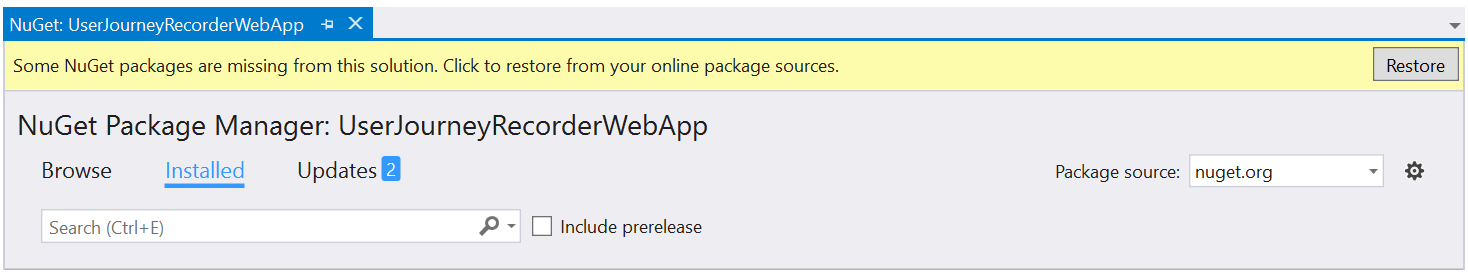 NuGet: UserJourneyRecorderWebApp
Some NuGet packages are missing from this solution. Click to restore from your online package sources. Restore
NuGet Package Manager: UserJourneyRecorderWebApp
Browse Installed Updates 2 Package source: nuget.org
Search (Ctrl+E) Include prerelease